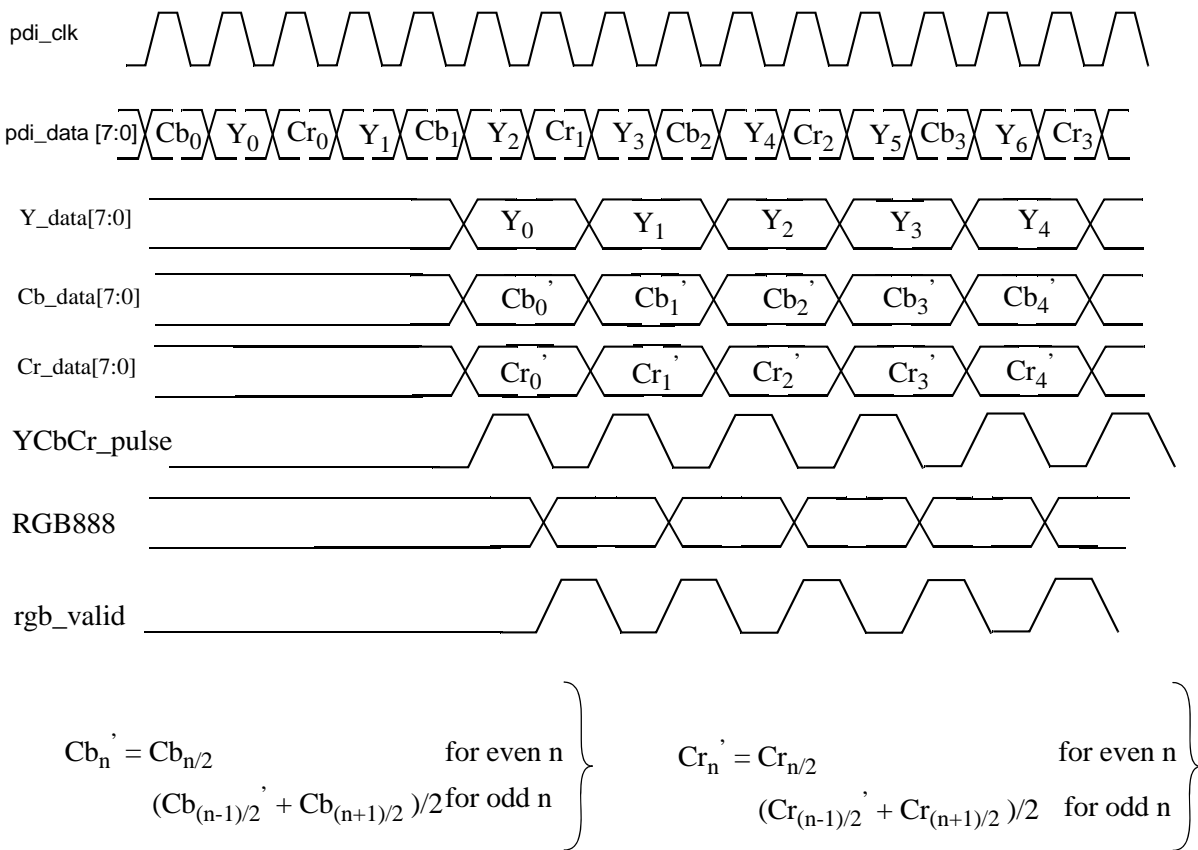 pdi_clk
pdi_data [7:0] Cb0 Y0 Cr0 Y1 Cb1 Y2 Cr1 Y3 Cb2 Y4 Cr2 Y5 Cb3 Y6 Cr3
Y_data[7:0] Y0 Y1 Y2 Y3 Y4
Cb_data[7:0] Cb0’ Cb1’ Cb2’ Cb3’ Cb4’
Cr_data[7:0] Cr0’ Cr1’ Cr2’ Cr3’ Cr4’
YCbCr_pulse
RGB888
rgb_valid
Cbn’ = Cbn/2 for even n
(Cb(n-1)/2’ + Cb(n+1)/2 )/2 for odd n
Crn’ = Crn/2 for even n
(Cr(n-1)/2’ + Cr(n+1)/2 )/2 for odd n